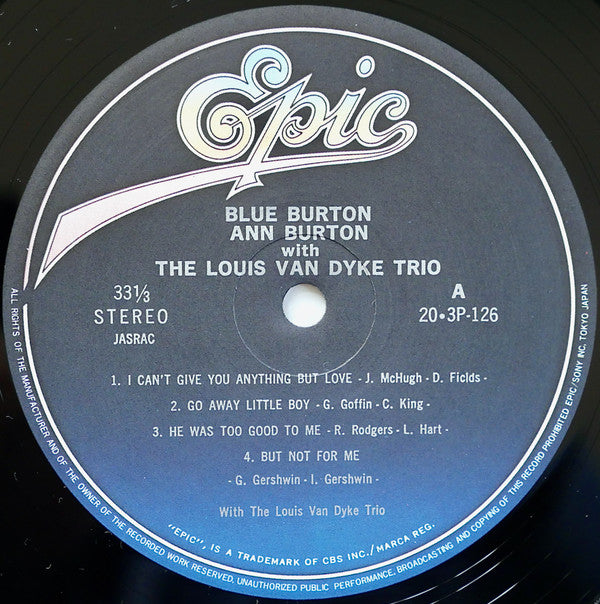 Epic
BLUE BURTON
ANN BURTON
with
THE LOUIS VAN DYKE TRIO
33⅓
STEREO
JASRAC
A
20•3P-126
1. I CAN'T GIVE YOU ANYTHING BUT LOVE - J. McHugh - D. Fields -
2. GO AWAY LITTLE BOY - G. Goffin - C. King -
3. HE WAS TOO GOOD TO ME - R. Rodgers - L. Hart -
4. BUT NOT FOR ME
- G. Gershwin - I. Gershwin -
With The Louis Van Dyke Trio
"EPIC", IS A TRADEMARK OF CBS INC./MARCA REG.
ALL RIGHTS OF THE MANUFACTURER AND OF THE OWNER OF THE RECORDED WORK RESERVED, UNAUTHORIZED PUBLIC PERFORMANCE, BROADCASTING AND COPYING OF THIS RECORD PROHIBITED EPIC/SONY INC. TOKYO JAPAN